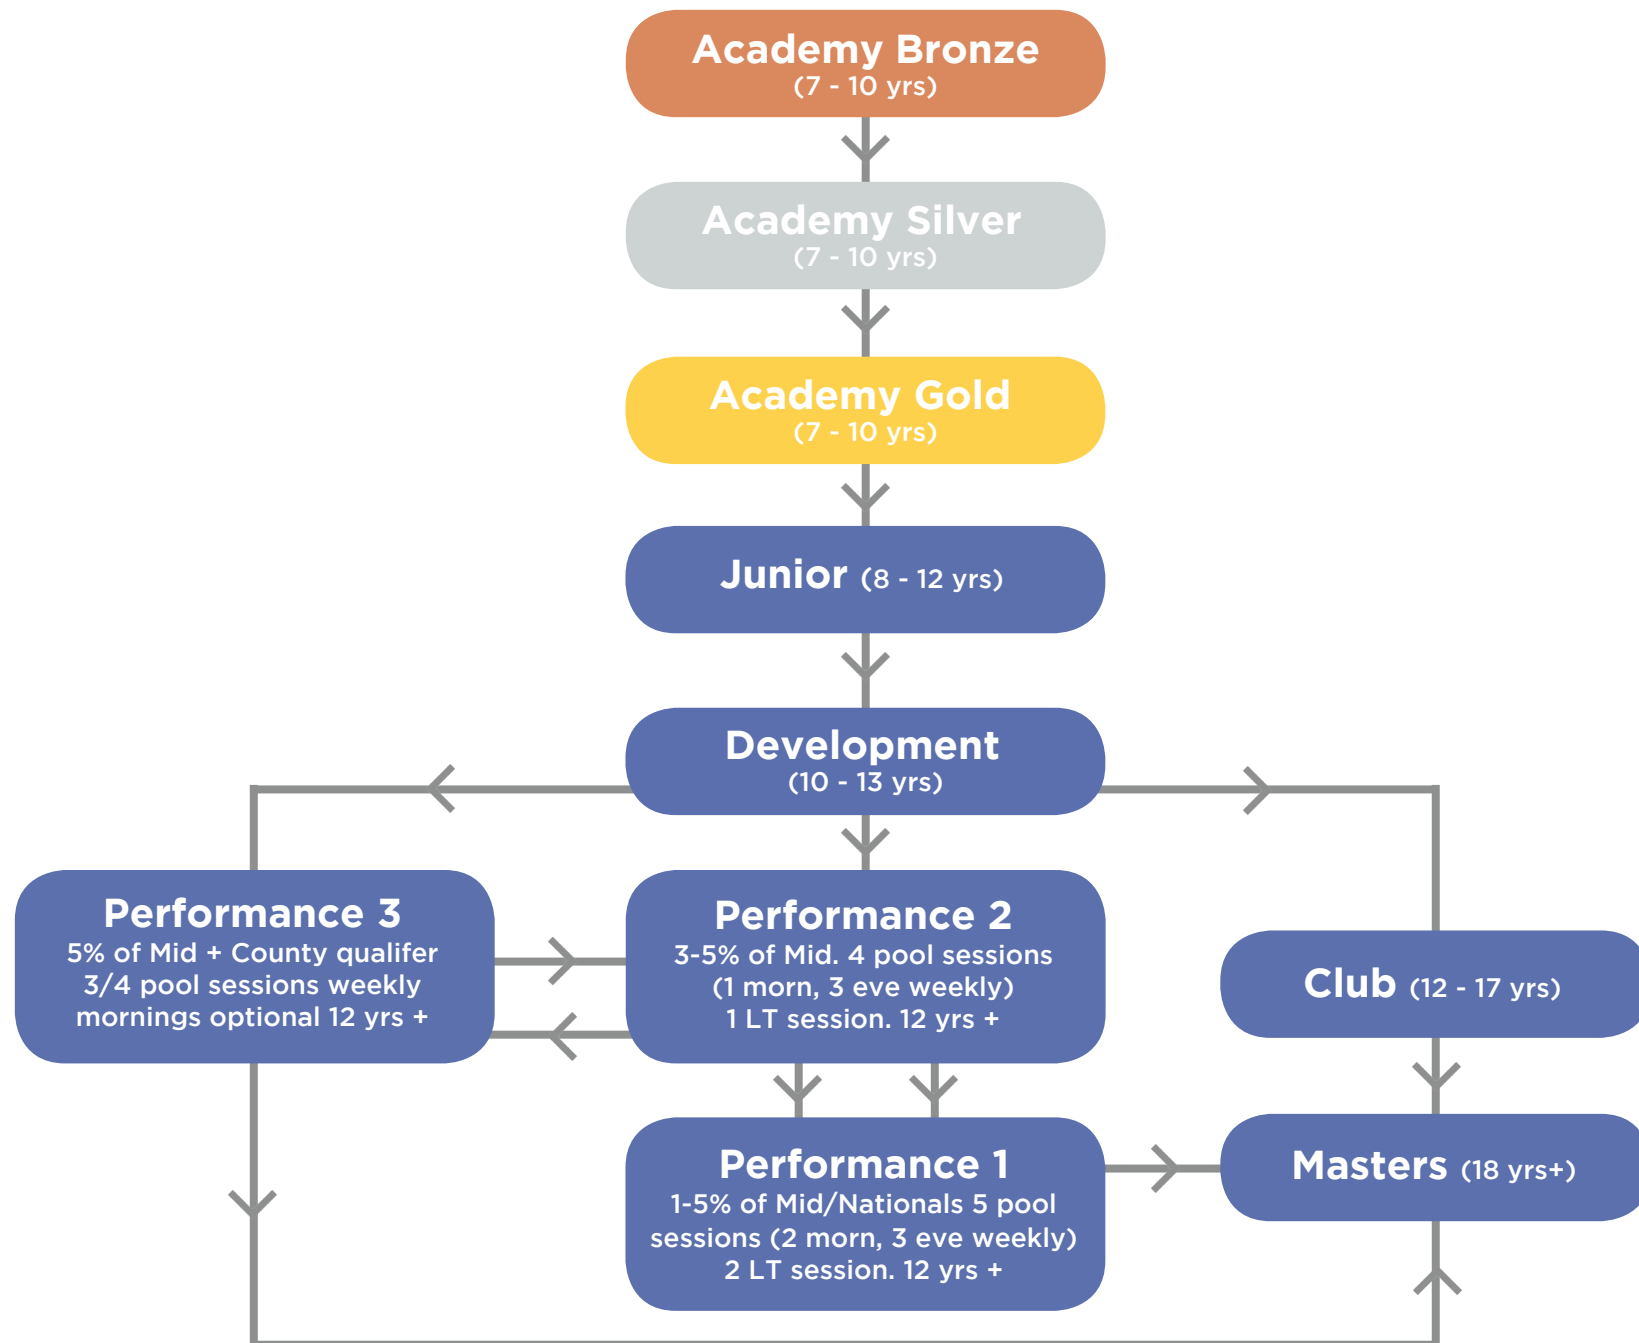 Academy Bronze
(7 - 10 yrs)
Academy Silver
(7 - 10 yrs)
Academy Gold
(7 - 10 yrs)
Junior (8 - 12 yrs)
Development
(10 - 13 yrs)
Performance 3
5% of Mid + County qualifer
3/4 pool sessions weekly
mornings optional 12 yrs +
Performance 2
3-5% of Mid. 4 pool sessions
(1 morn, 3 eve weekly)
1 LT session. 12 yrs +
Club (12 - 17 yrs)
Performance 1
1-5% of Mid/Nationals 5 pool
sessions (2 morn, 3 eve weekly)
2 LT session. 12 yrs +
Masters (18 yrs+)